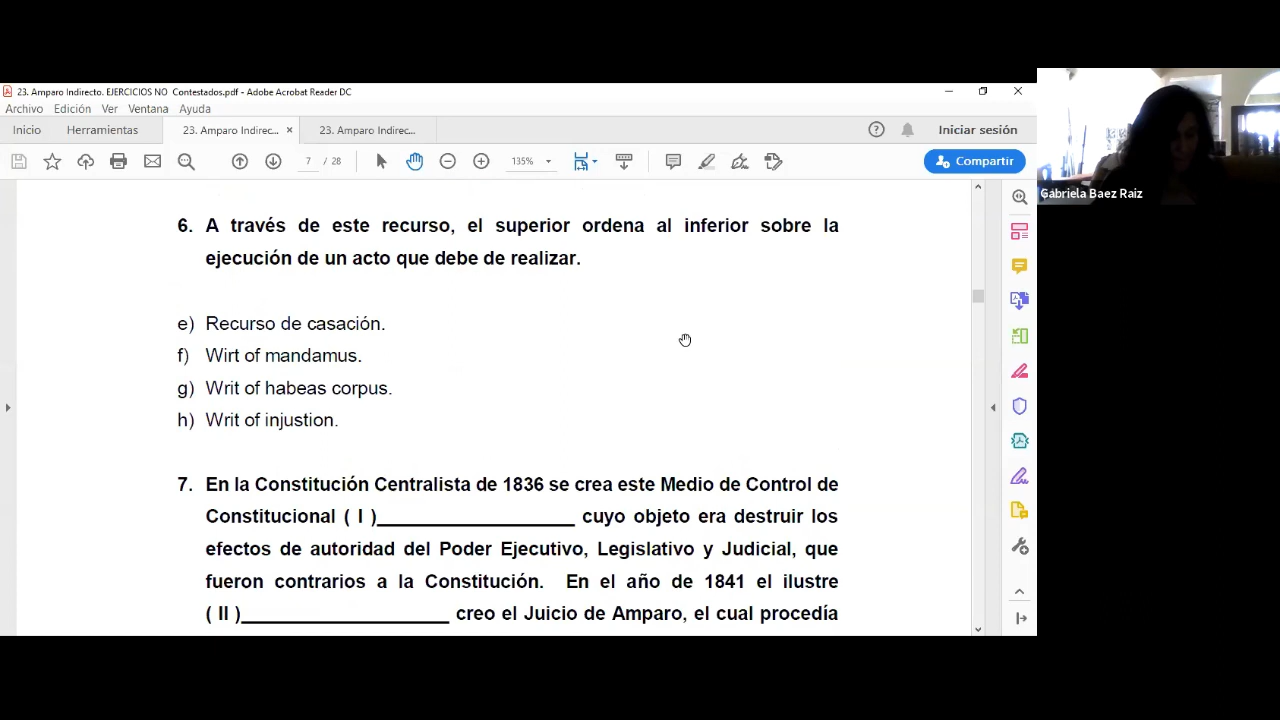 23. Amparo Indirecto. EJERCICIOS NO Contestados.pdf - Adobe Acrobat Reader DC
Archivo Edición Ver Ventana Ayuda
Inicio Herramientas 23. Amparo Indirec... × 23. Amparo Indirec... Iniciar sesión
7 / 28 135% Compartir
Gabriela Baez Raiz
6. A través de este recurso, el superior ordena al inferior sobre la
ejecución de un acto que debe de realizar.
e) Recurso de casación.
f) Wirt of mandamus.
g) Writ of habeas corpus.
h) Writ of injustion.
7. En la Constitución Centralista de 1836 se crea este Medio de Control de
Constitucional ( I )___________________ cuyo objeto era destruir los
efectos de autoridad del Poder Ejecutivo, Legislativo y Judicial, que
fueron contrarios a la Constitución. En el año de 1841 el ilustre
( II )____________________ creo el Juicio de Amparo, el cual procedía